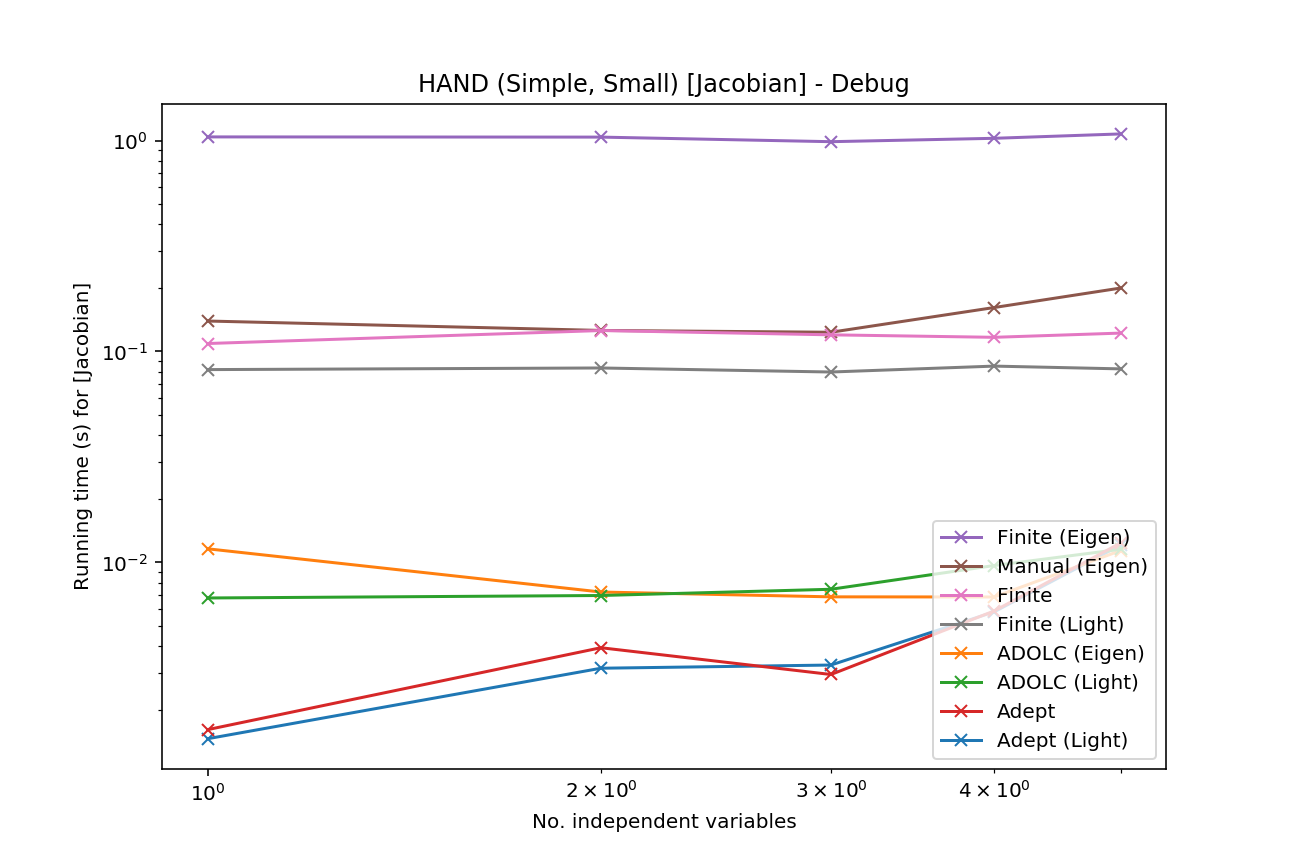 HAND (Simple, Small) [Jacobian] - Debug
Running time (s) for [Jacobian]
10⁰
10⁻¹
10⁻²
Finite (Eigen)
Manual (Eigen)
Finite
Finite (Light)
ADOLC (Eigen)
ADOLC (Light)
Adept
Adept (Light)
10⁰ 2 × 10⁰ 3 × 10⁰ 4 × 10⁰
No. independent variables